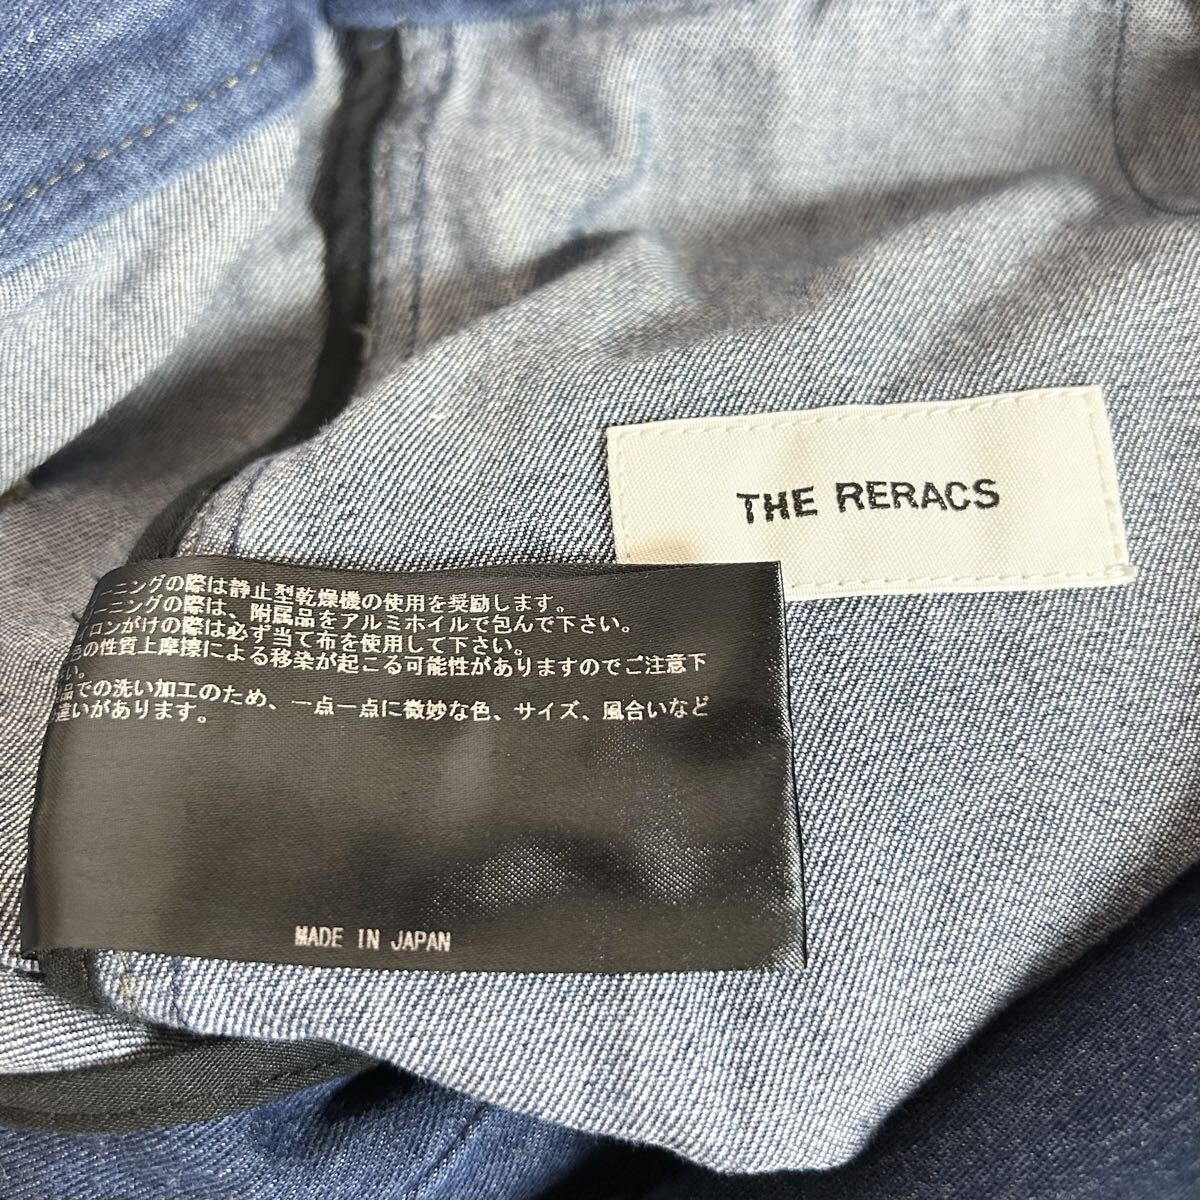 THE RERACS
ニングの際は静止型乾燥機の使用を奨励します。
ーニングの際は、附属品をアルミホイルで包んで下さい。
ロンがけの際は必ず当て布を使用して下さい。
の性質上摩擦による移染が起こる可能性がありますのでご注意下
い。
品での洗い加工のため、一点一点に微妙な色、サイズ、風合いなど
違いがあります。
MADE IN JAPAN